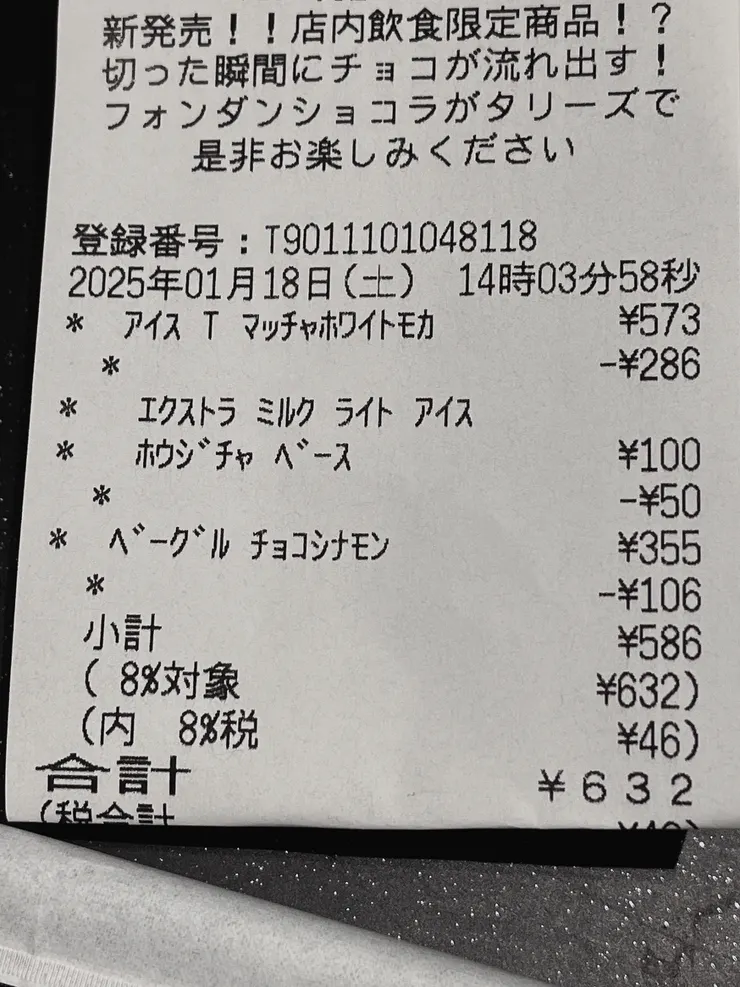 新発売！！店内飲食限定商品！？
切った瞬間にチョコが流れ出す！
フォンダンショコラがタリーズで
是非お楽しみください
登録番号：T9011101048118
2025年01月18日(土) 14時03分58秒
* ｱｲｽ T ﾏｯﾁｬﾎﾜｲﾄﾓｶ ¥573
* -¥286
* ｴｸｽﾄﾗ ﾐﾙｸ ﾗｲﾄ ｱｲｽ
* ﾎｳｼﾞﾁｬ ﾍﾞｰｽ ¥100
* -¥50
* ﾍﾞｰｸﾞﾙ ﾁｮｺｼﾅﾓﾝ ¥355
* -¥106
小計 ¥586
( 8%対象 ¥632)
(内 8%税 ¥46)
合計 ¥632
(税合計